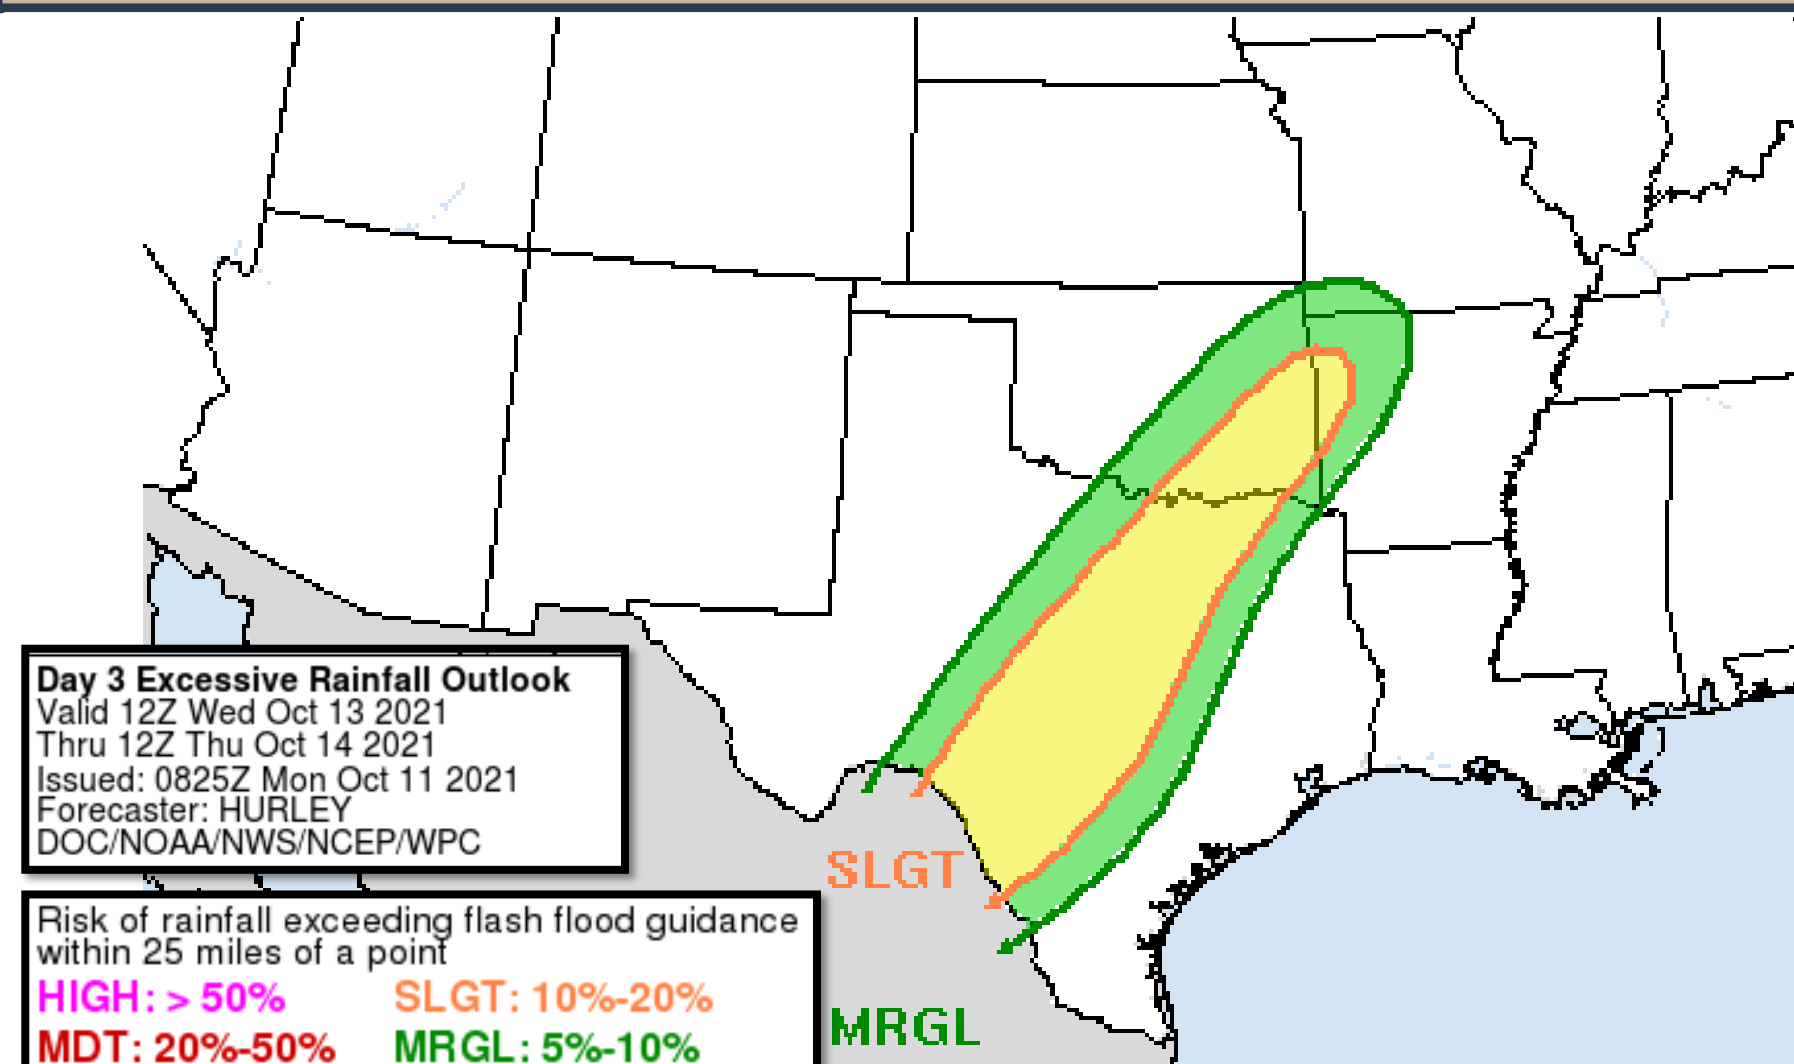 Day 3 Excessive Rainfall Outlook
Valid 12Z Wed Oct 13 2021
Thru 12Z Thu Oct 14 2021
Issued: 0825Z Mon Oct 11 2021
Forecaster: HURLEY
DOC/NOAA/NWS/NCEP/WPC
SLGT
Risk of rainfall exceeding flash flood guidance
within 25 miles of a point
HIGH: > 50% SLGT: 10%-20%
MDT: 20%-50% MRGL: 5%-10%
MRGL